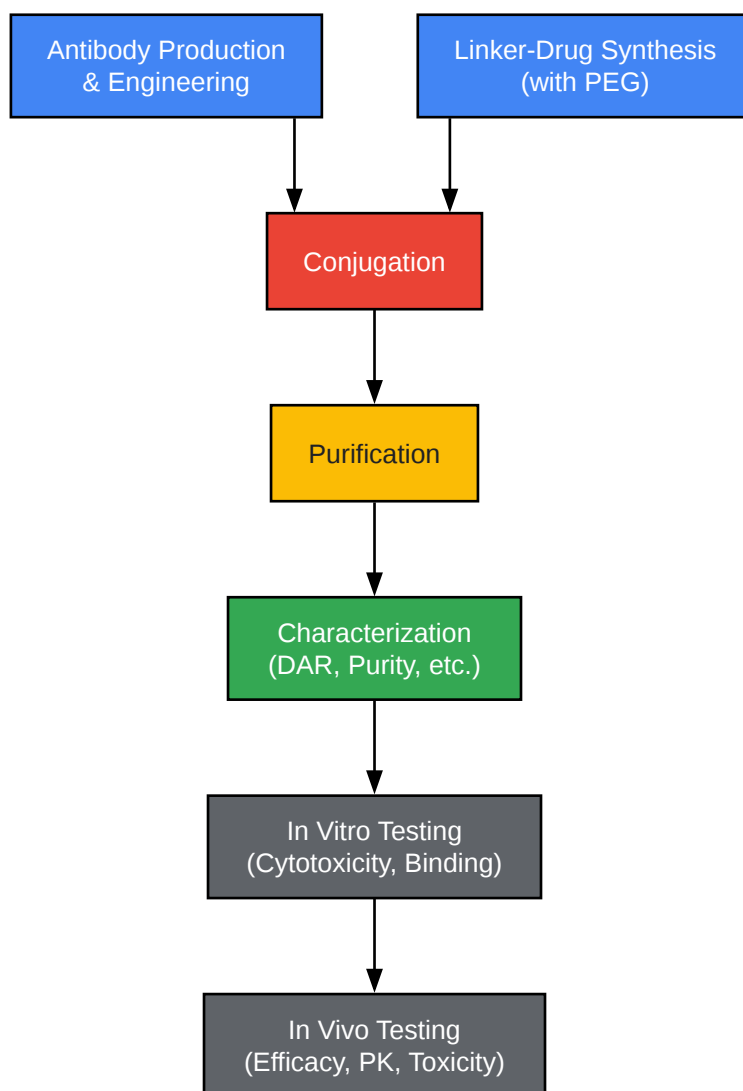 Antibody Production
& Engineering
Linker-Drug Synthesis
(with PEG)
Conjugation
Purification
Characterization
(DAR, Purity, etc.)
In Vitro Testing
(Cytotoxicity, Binding)
In Vivo Testing
(Efficacy, PK, Toxicity)